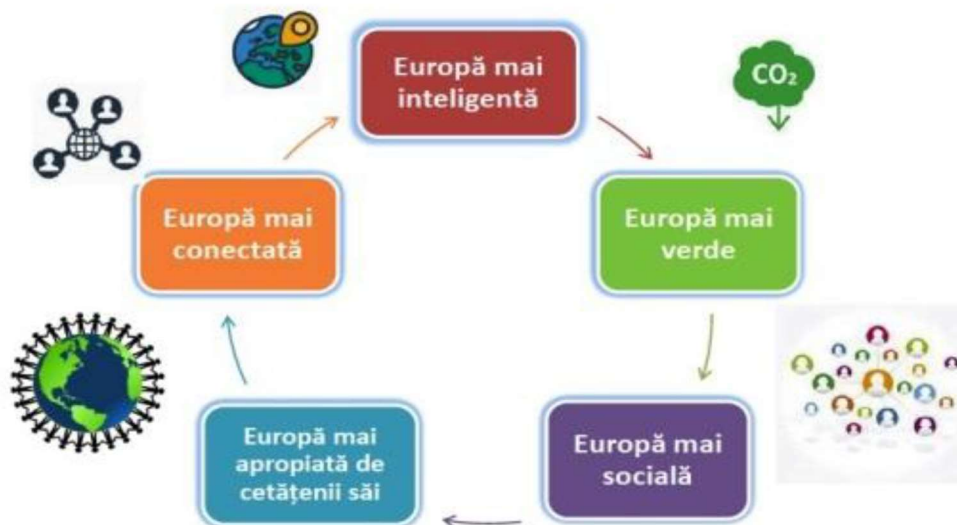 Europă mai
inteligentă
CO₂
Europă mai
verde
Europă mai
socială
Europă mai
apropiată de
cetățenii săi
Europă mai
conectată